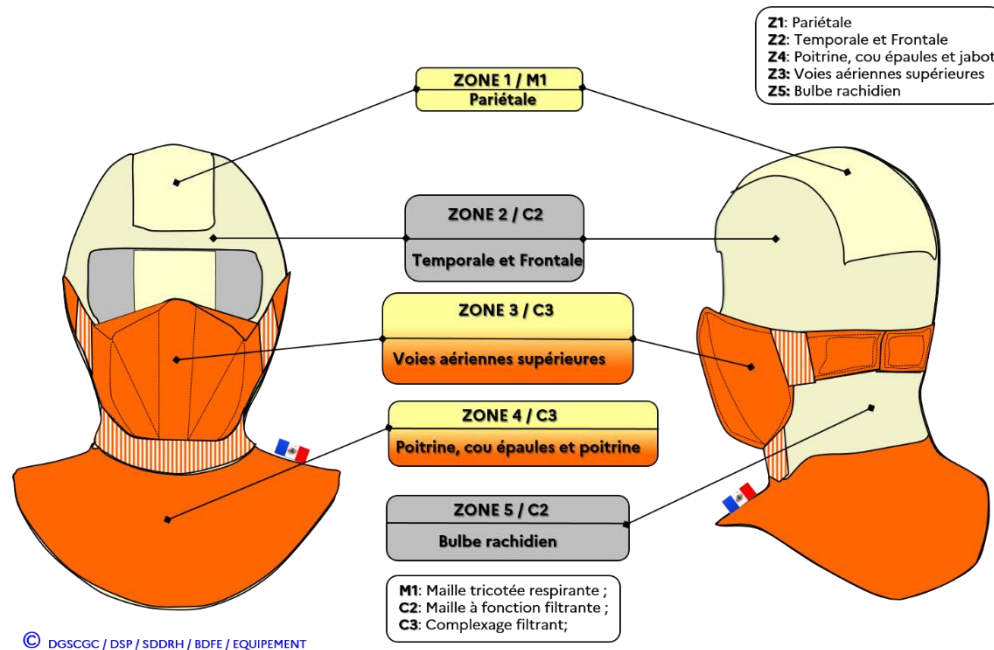 Z1: Pariétale
Z2: Temporale et Frontale
Z4: Poitrine, cou épaules et jabot
Z3: Voies aériennes supérieures
Z5: Bulbe rachidien
ZONE 1 / M1
Pariétale
ZONE 2 / C2
Temporale et Frontale
ZONE 3 / C3
Voies aériennes supérieures
ZONE 4 / C3
Poitrine, cou épaules et poitrine
ZONE 5 / C2
Bulbe rachidien
M1: Maille tricotée respirante ;
C2: Maille à fonction filtrante ;
C3: Complexage filtrant;
© DGSCGC / DSP / SDDRH / BDFE / EQUIPEMENT